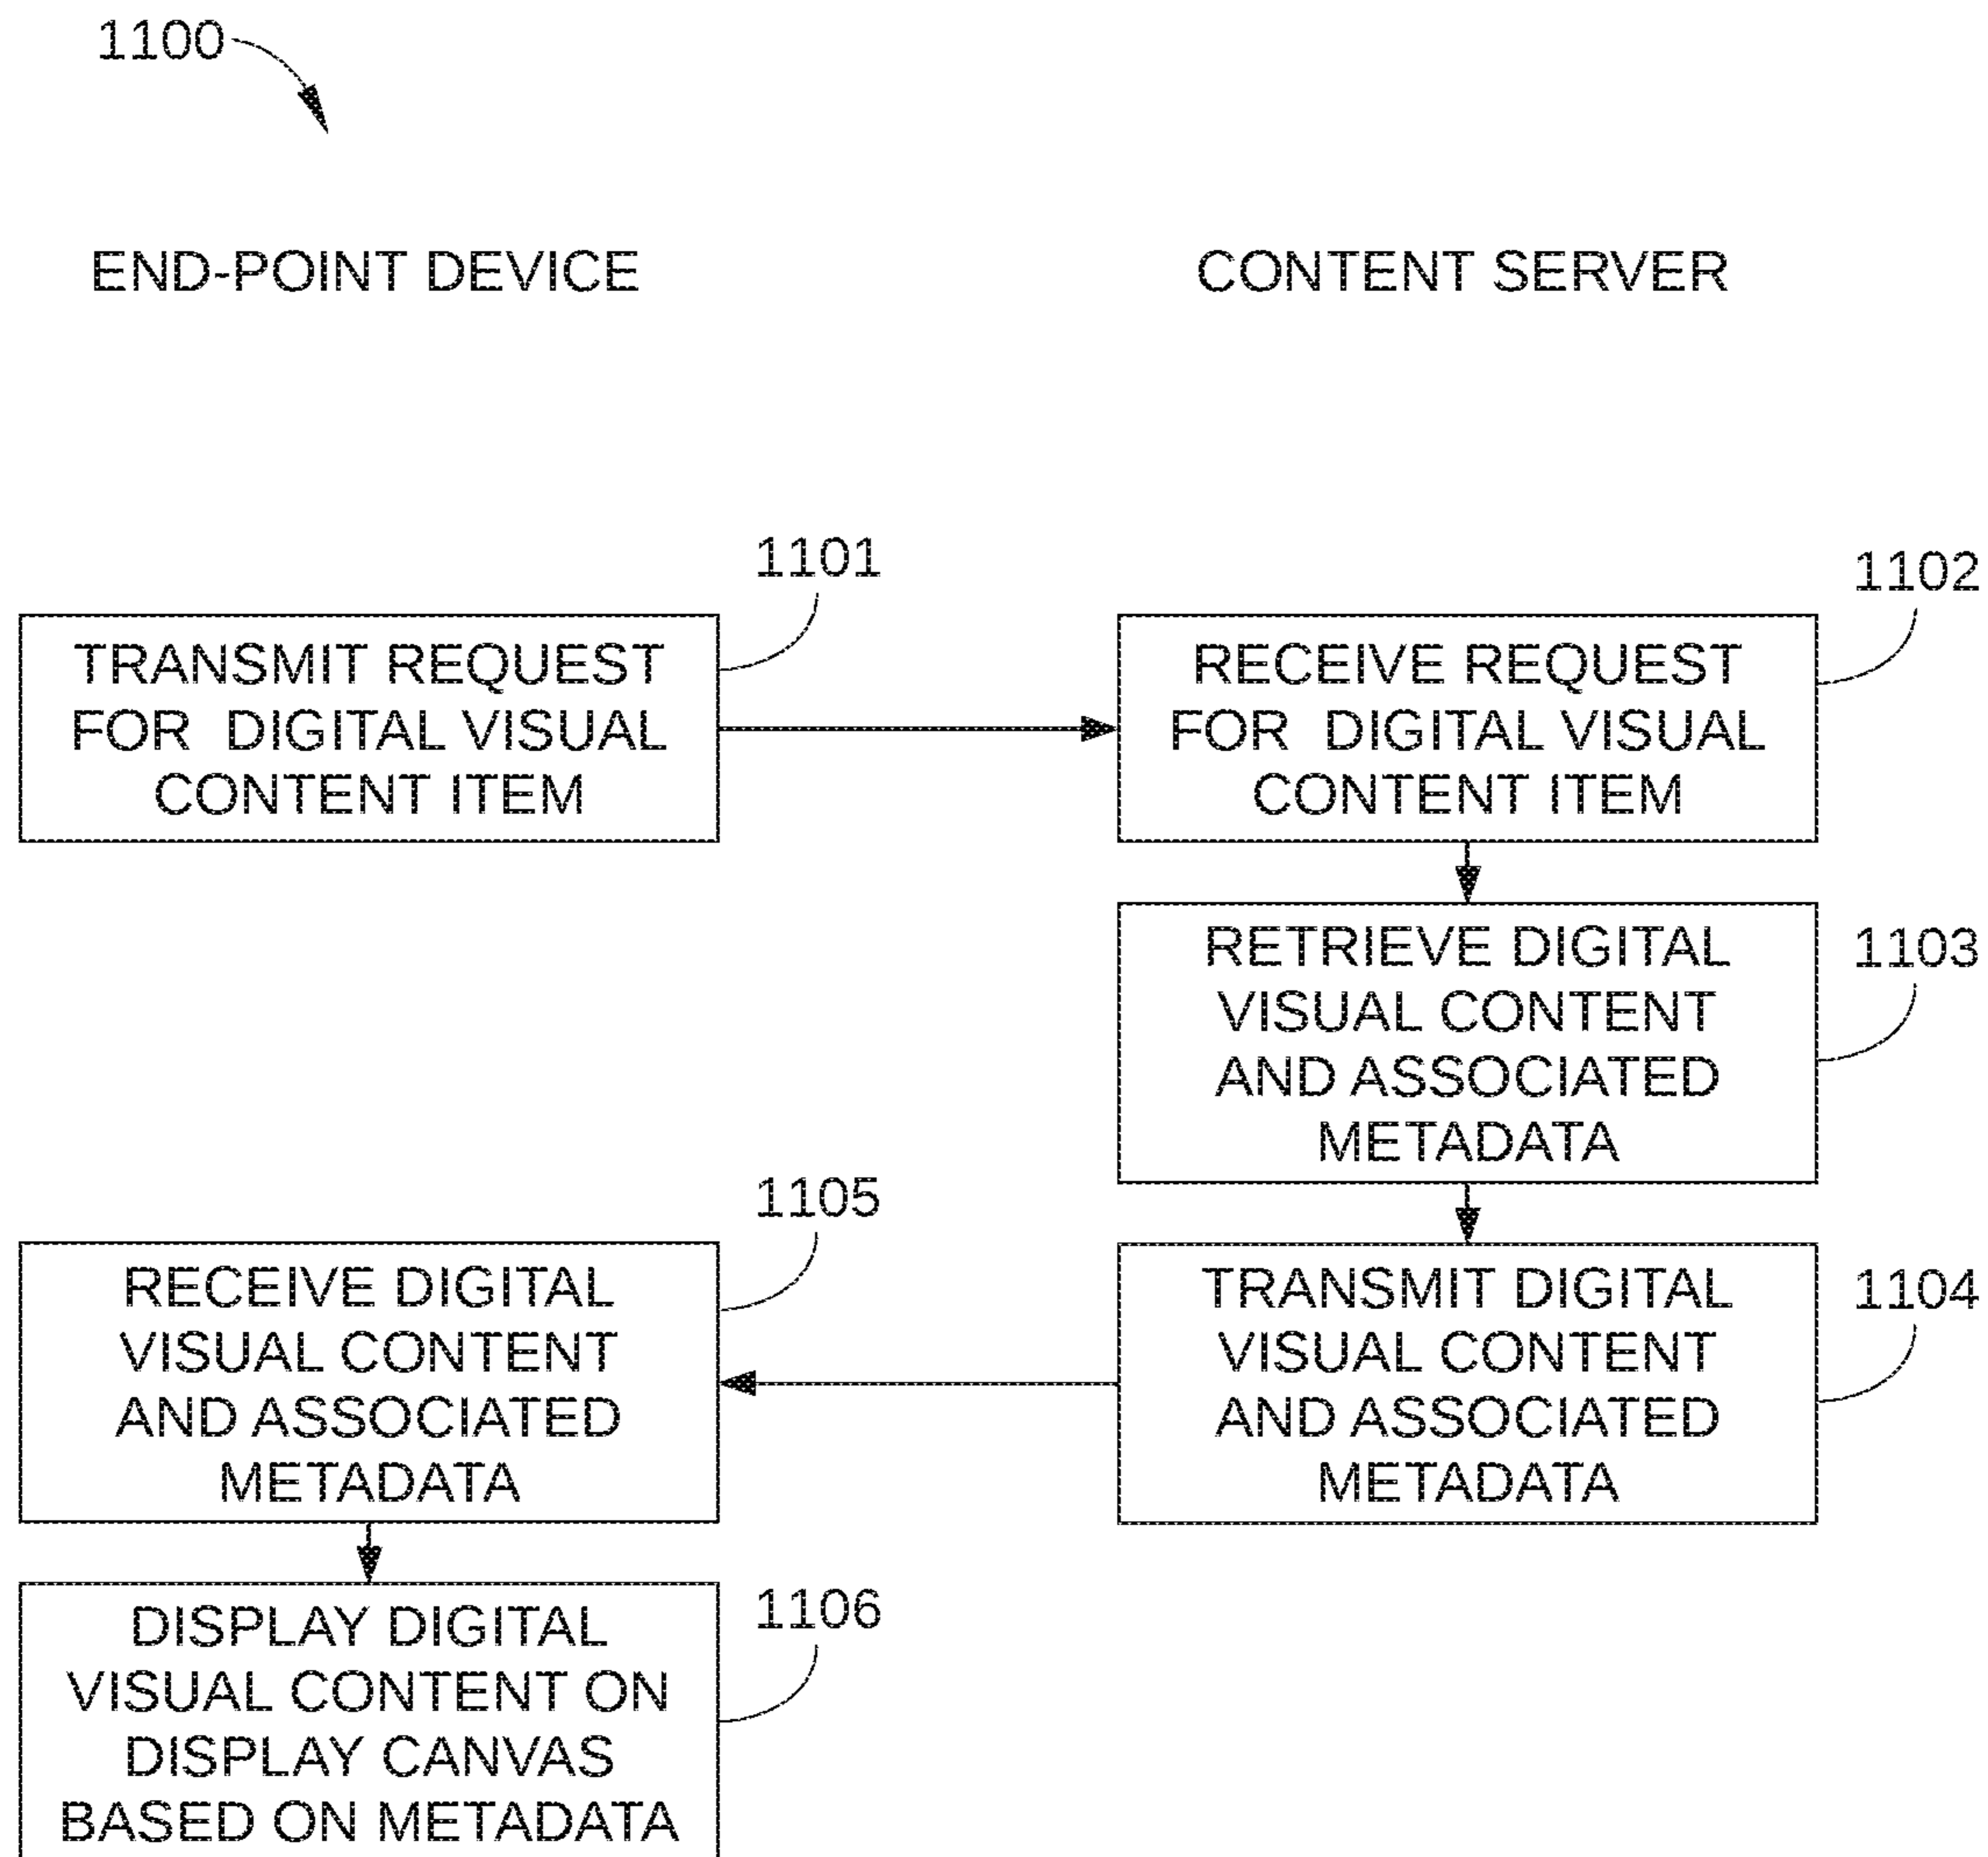 1100
END-POINT DEVICE
CONTENT SERVER
1101
TRANSMIT REQUEST
FOR DIGITAL VISUAL
CONTENT ITEM
1102
RECEIVE REQUEST
FOR DIGITAL VISUAL
CONTENT ITEM
1103
RETRIEVE DIGITAL
VISUAL CONTENT
AND ASSOCIATED
METADATA
1104
TRANSMIT DIGITAL
VISUAL CONTENT
AND ASSOCIATED
METADATA
1105
RECEIVE DIGITAL
VISUAL CONTENT
AND ASSOCIATED
METADATA
1106
DISPLAY DIGITAL
VISUAL CONTENT ON
DISPLAY CANVAS
BASED ON METADATA